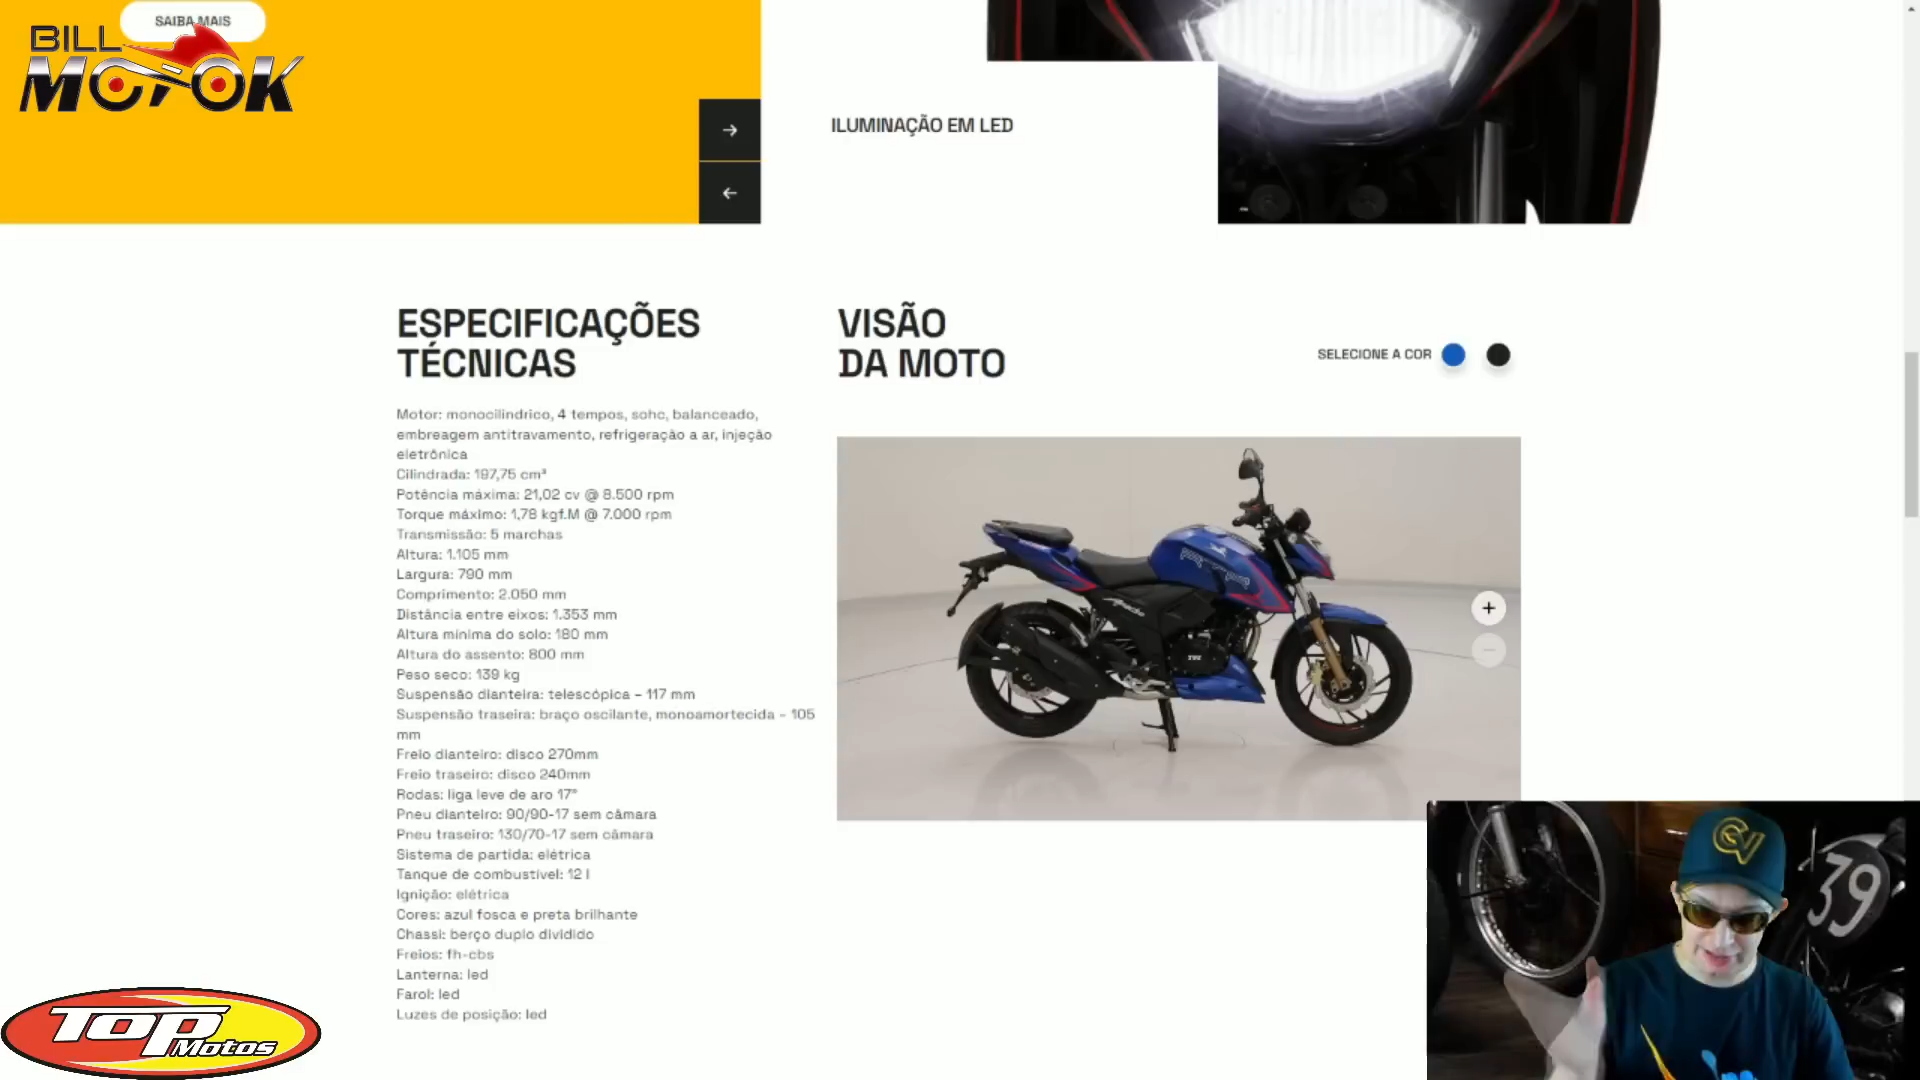 SAIBA MAIS
BILL
MOTOK
ILUMINAÇÃO EM LED
ESPECIFICAÇÕES
TÉCNICAS
Motor: monocilíndrico, 4 tempos, sohc, balanceado,
embreagem antitravamento, refrigeração a ar, injeção
eletrônica
Cilindrada: 197,75 cm³
Potência máxima: 21,02 cv @ 8.500 rpm
Torque máximo: 1,78 kgf.M @ 7.000 rpm
Transmissão: 5 marchas
Altura: 1.105 mm
Largura: 790 mm
Comprimento: 2.050 mm
Distância entre eixos: 1.353 mm
Altura mínima do solo: 180 mm
Altura do assento: 800 mm
Peso seco: 139 kg
Suspensão dianteira: telescópica – 117 mm
Suspensão traseira: braço oscilante, monoamortecida – 105
mm
Freio dianteiro: disco 270mm
Freio traseiro: disco 240mm
Rodas: liga leve de aro 17"
Pneu dianteiro: 90/90-17 sem câmara
Pneu traseiro: 130/70-17 sem câmara
Sistema de partida: elétrica
Tanque de combustível: 12 l
Ignição: elétrica
Cores: azul fosca e preta brilhante
Chassi: berço duplo dividido
Freios: fh-cbs
Lanterna: led
Farol: led
Luzes de posição: led
VISÃO
DA MOTO
SELECIONE A COR
Apache
TVS
39
TOP
Motos